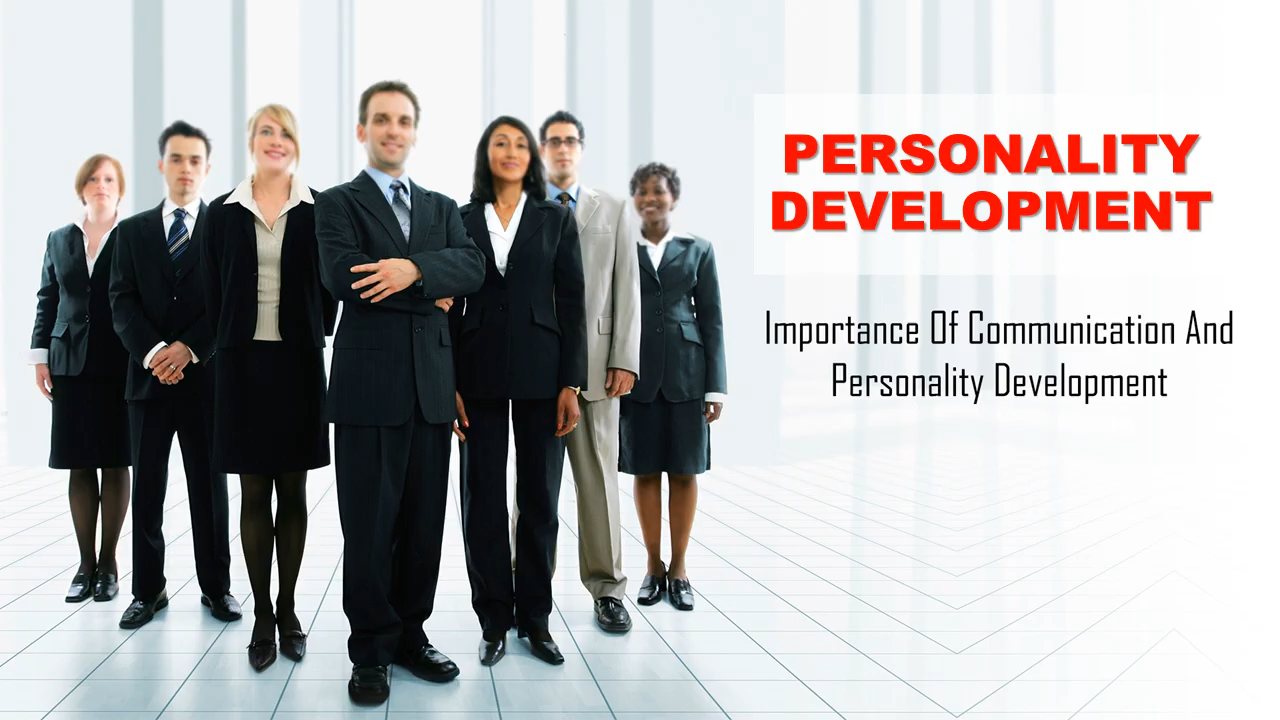 PERSONALITY
DEVELOPMENT
Importance Of Communication And
Personality Development